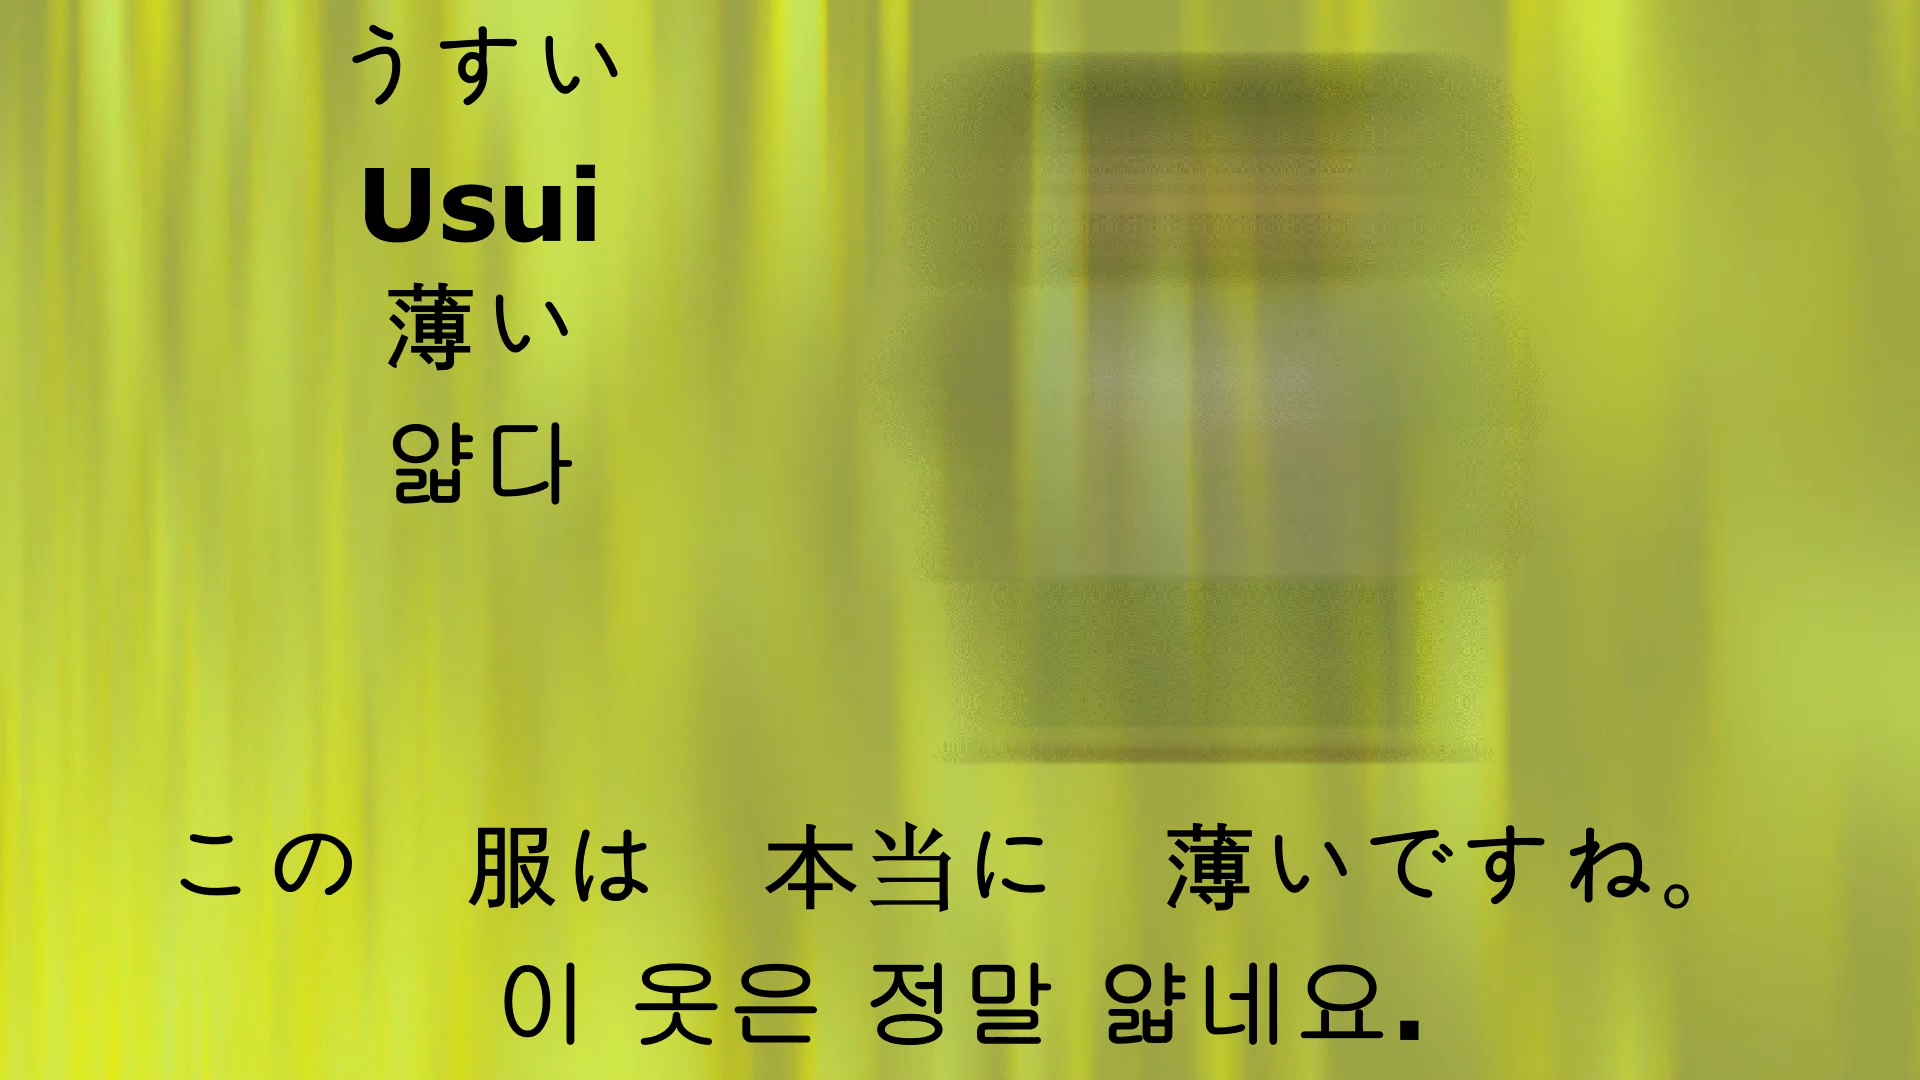 うすい
Usui
薄い
얇다
この 服は 本当に 薄いですね。
이 옷은 정말 얇네요.